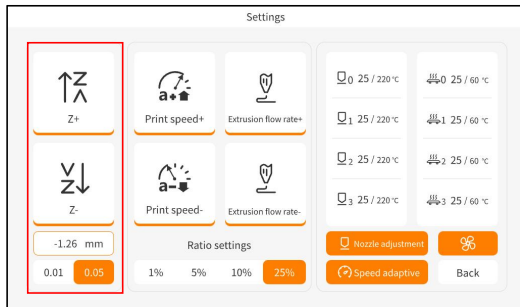 Settings
Z+
Z-
-1.26 mm
0.01 0.05
Print speed+ Extrusion flow rate+
Print speed- Extrusion flow rate-
Ratio settings
1% 5% 10% 25%
0 25 / 220 ℃ 0 25 / 60 ℃
1 25 / 220 ℃ 1 25 / 60 ℃
2 25 / 220 ℃ 2 25 / 60 ℃
3 25 / 220 ℃ 3 25 / 60 ℃
Nozzle adjustment
Speed adaptive Back